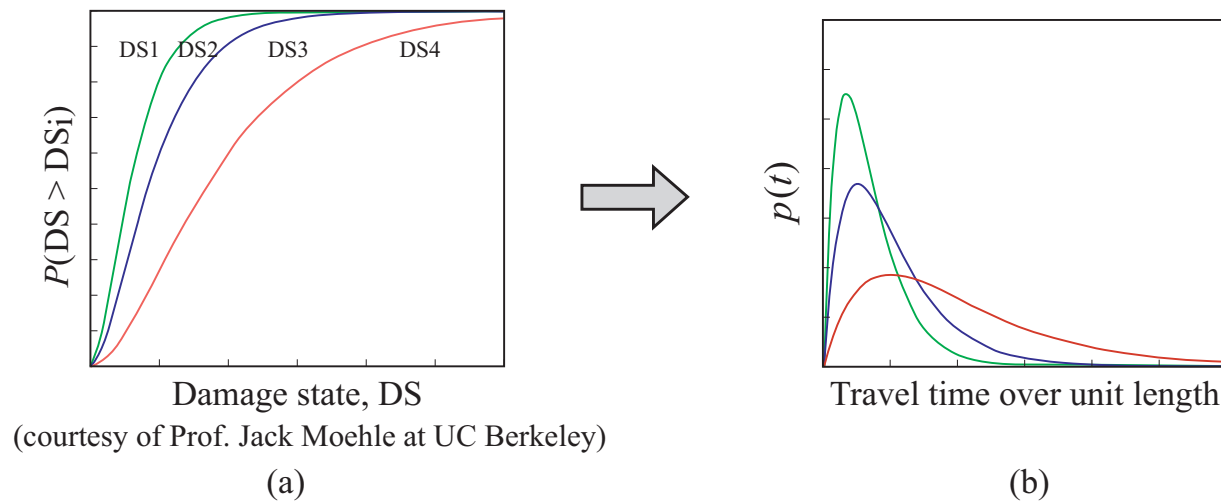 DS1 DS2 DS3 DS4
P(DS > DSi)
Damage state, DS
(courtesy of Prof. Jack Moehle at UC Berkeley)
(a)
p(t)
Travel time over unit length
(b)